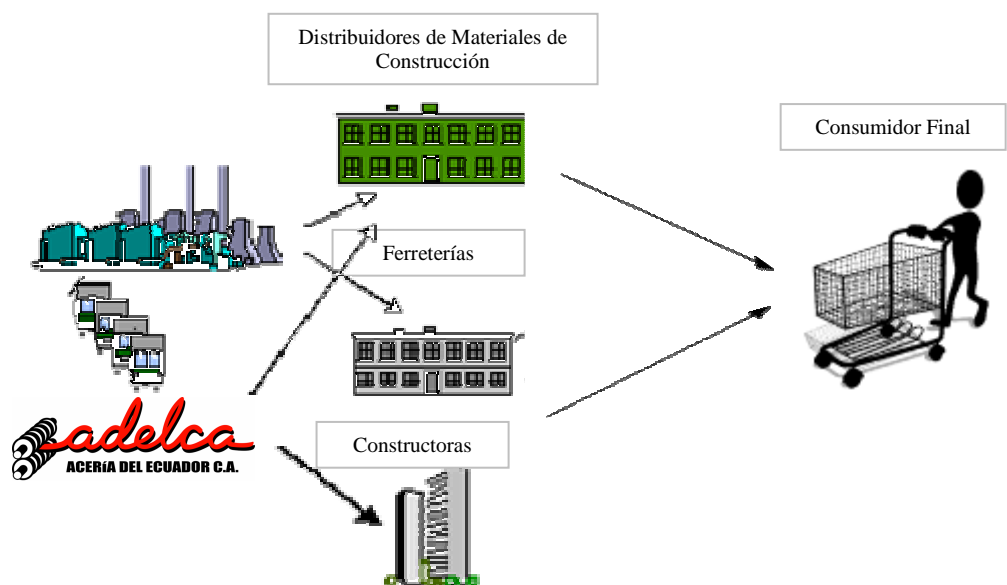 Distribuidores de Materiales de
Construcción
Consumidor Final
Ferreterías
adelca
ACERÍA DEL ECUADOR C.A.
Constructoras